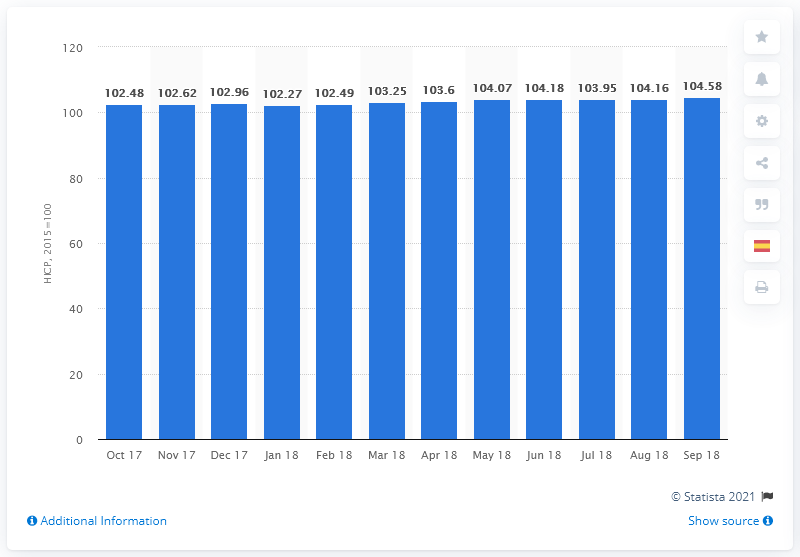 120
102.48 102.62 102.96 102.27 102.49 103.25 103.6 104.07 104.18 103.95 104.16 104.58
100
80
60
40
20
0
HICP, 2015=100
Oct 17 Nov 17 Dec 17 Jan 18 Feb 18 Mar 18 Apr 18 May 18 Jun 18 Jul 18 Aug 18 Sep 18
© Statista 2021
Additional Information Show source